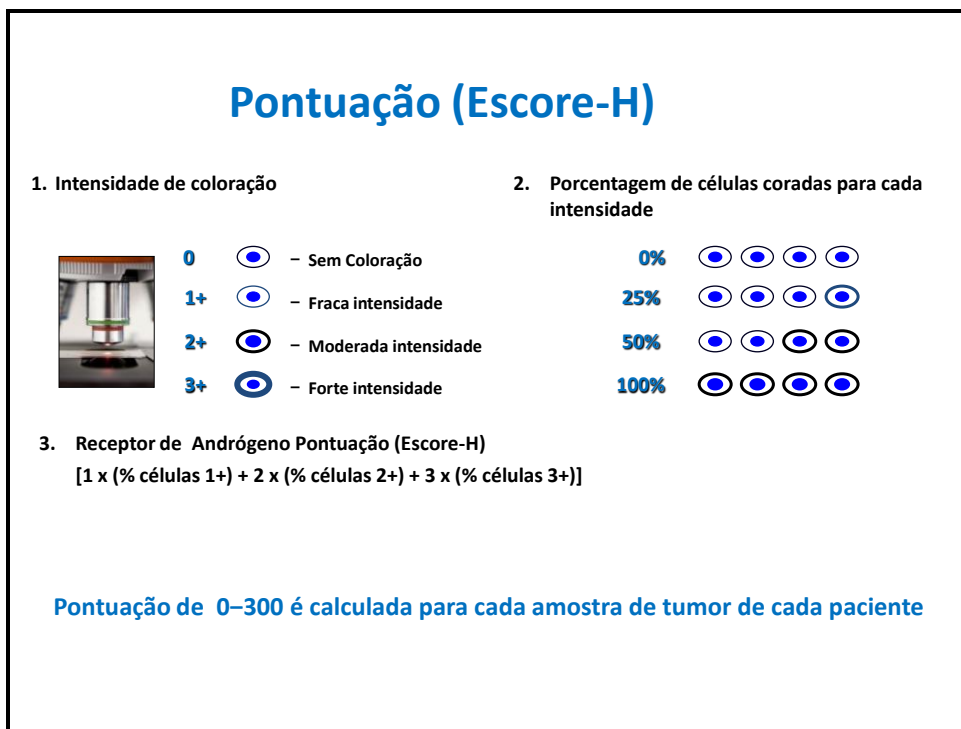 Pontuação (Escore-H)
1. Intensidade de coloração
0 – Sem Coloração
1+ – Fraca intensidade
2+ – Moderada intensidade
3+ – Forte intensidade
2. Porcentagem de células coradas para cada
intensidade
0%
25%
50%
100%
3. Receptor de Andrógeno Pontuação (Escore-H)
[1 x (% células 1+) + 2 x (% células 2+) + 3 x (% células 3+)]
Pontuação de 0–300 é calculada para cada amostra de tumor de cada paciente